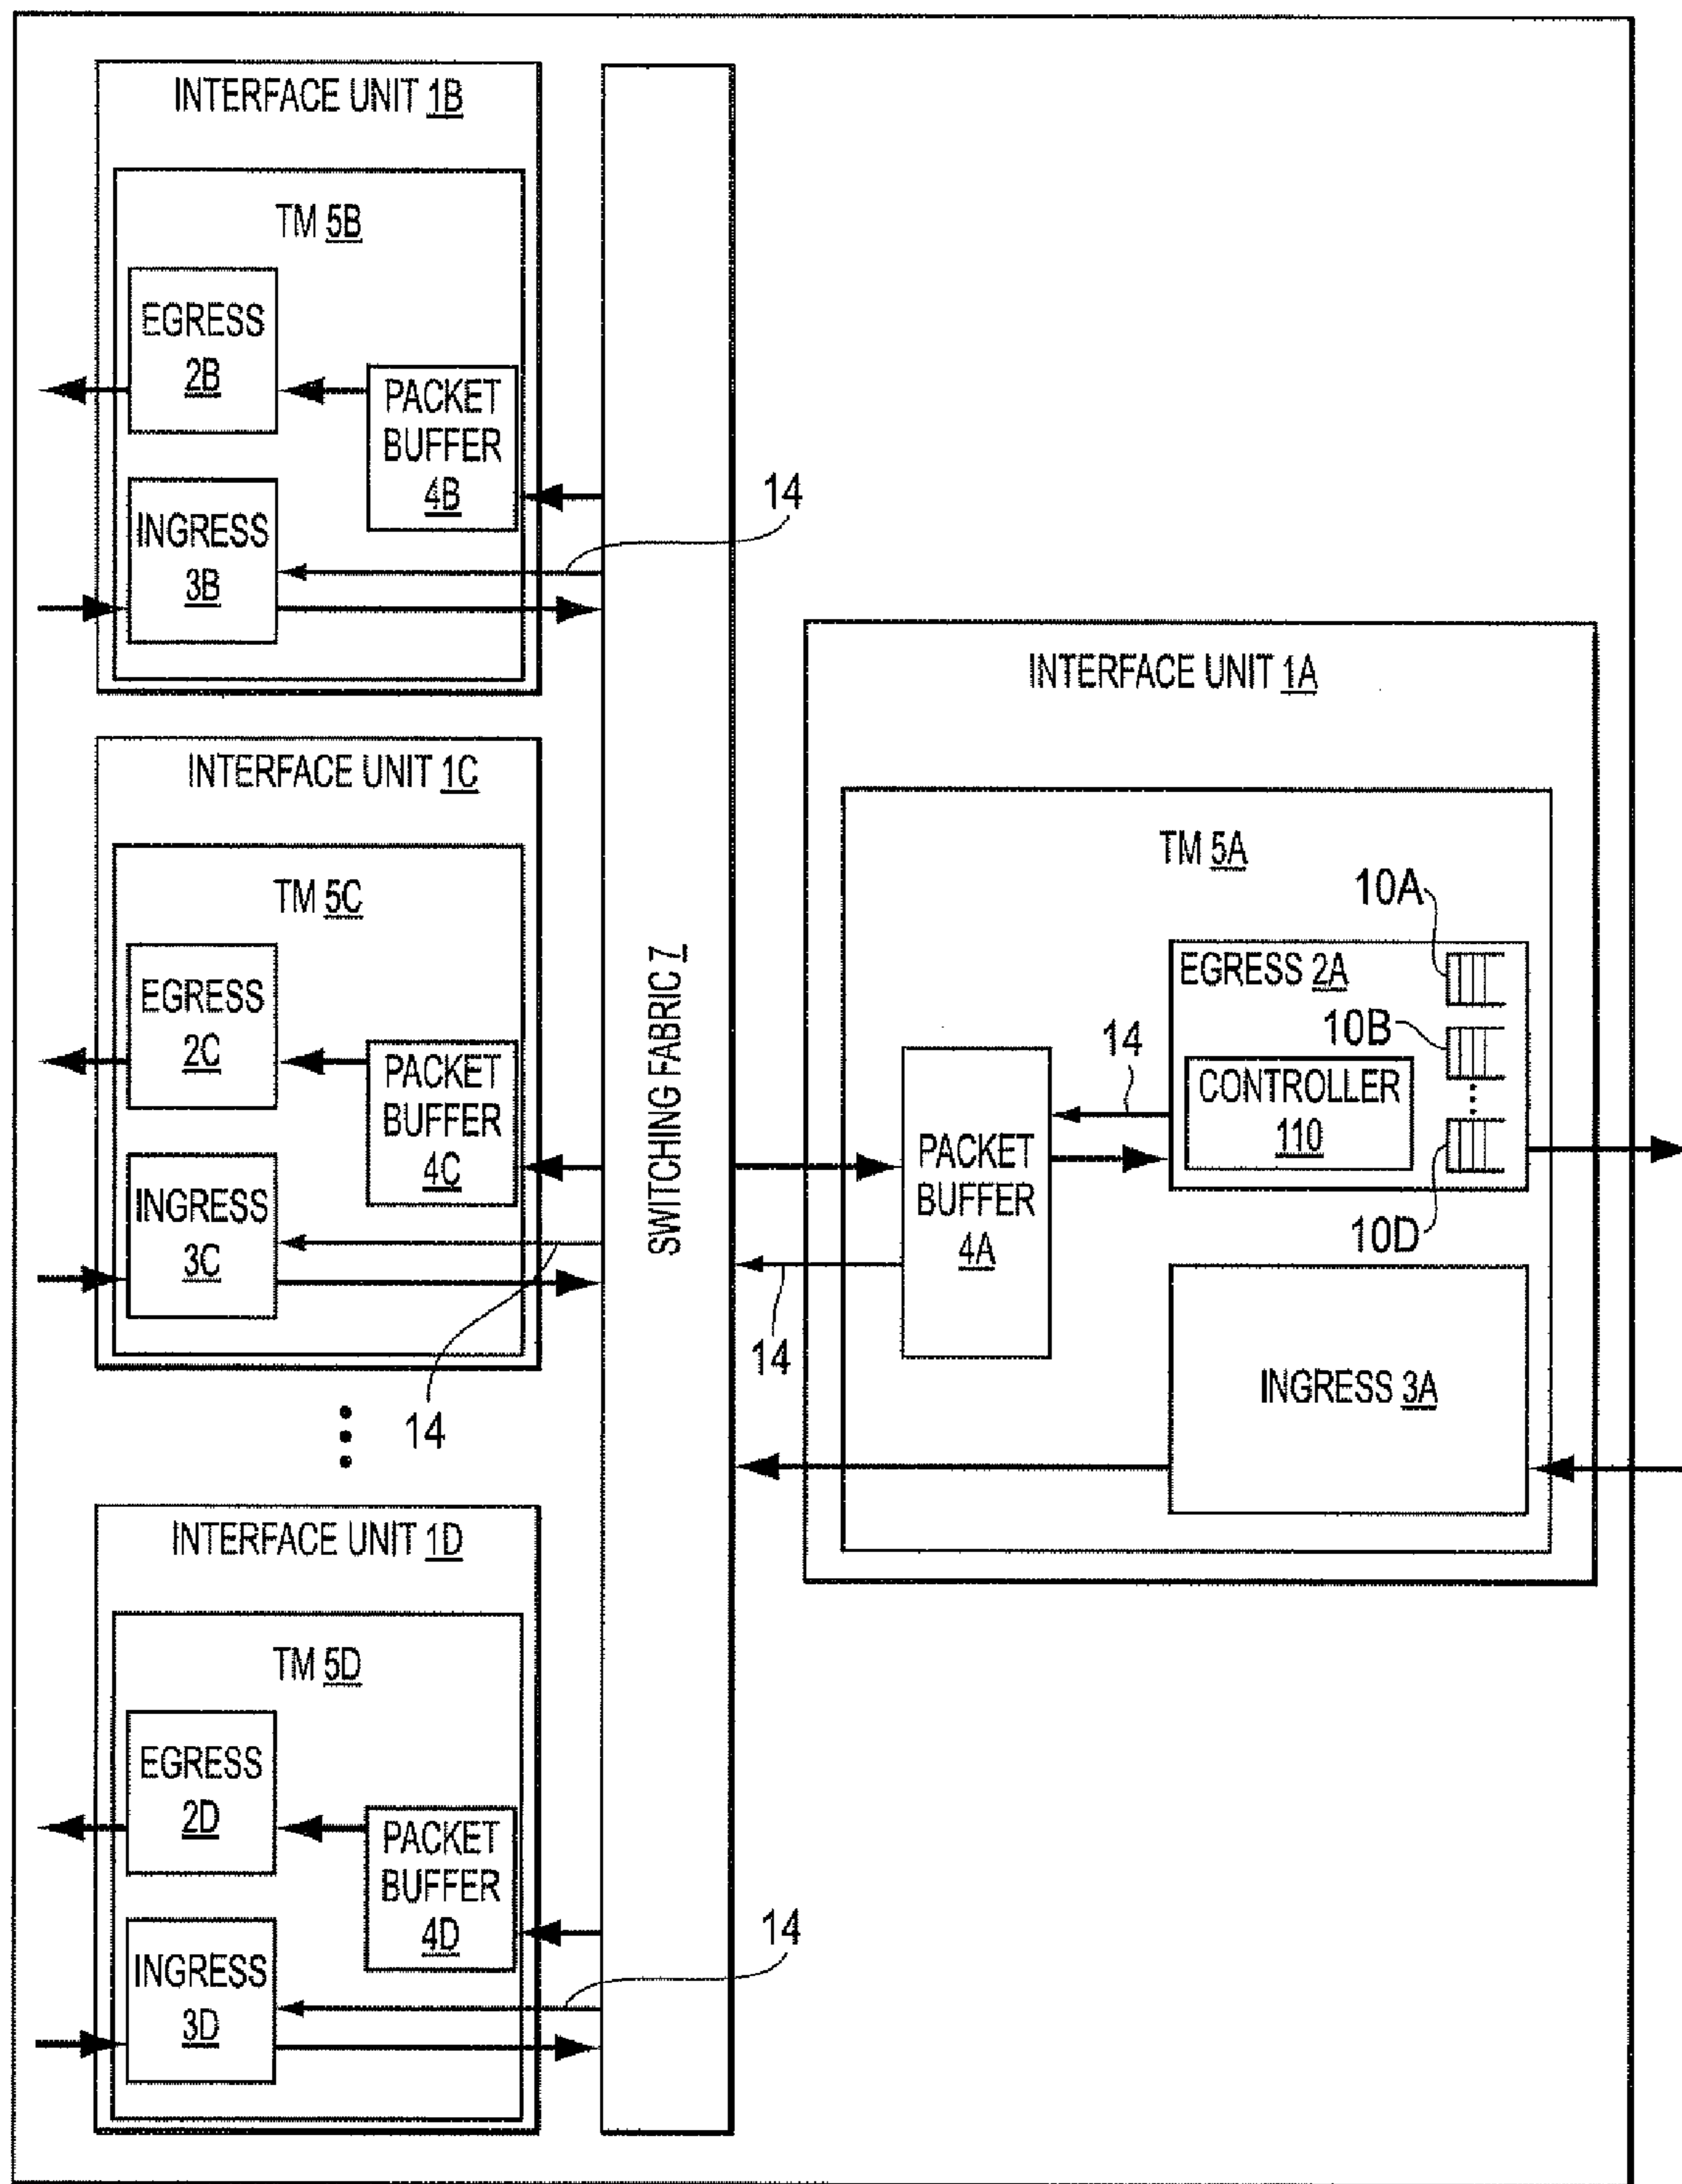 INTERFACE UNIT 1B
TM 5B
EGRESS
2B
PACKET
BUFFER
4B
INGRESS
3B
14
INTERFACE UNIT 1C
TM 5C
EGRESS
2C
PACKET
BUFFER
4C
INGRESS
3C
14
INTERFACE UNIT 1D
TM 5D
EGRESS
2D
PACKET
BUFFER
4D
INGRESS
3D
14
SWITCHING FABRIC 7
INTERFACE UNIT 1A
TM 5A
10A
EGRESS 2A
10B
14
CONTROLLER
110
PACKET
BUFFER
4A
10D
14
INGRESS 3A